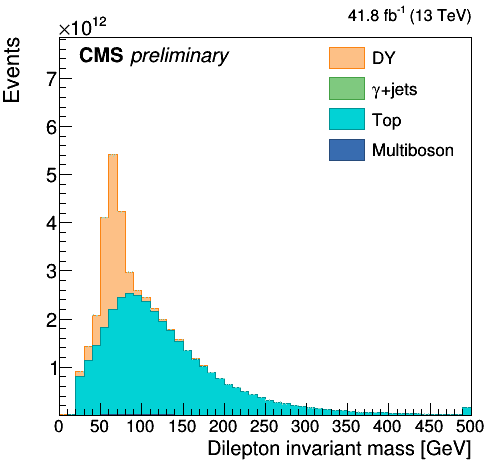 41.8 fb⁻¹ (13 TeV)
×10¹²
CMS preliminary
Events
DY
γ+jets
Top
Multiboson
7
6
5
4
3
2
1
0 50 100 150 200 250 300 350 400 450 500
Dilepton invariant mass [GeV]